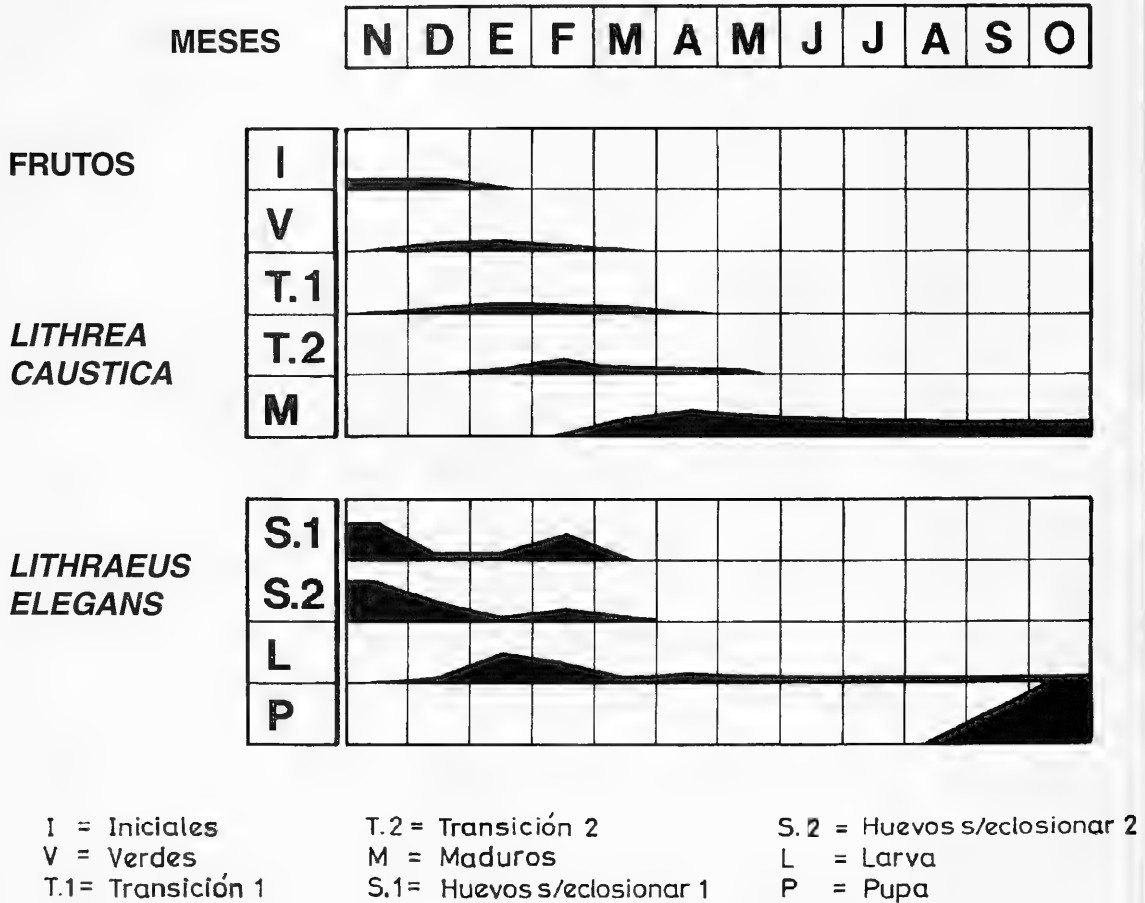 MESES N D E F M A M J J A S O
FRUTOS I
V
T.1
LITHREA
CAUSTICA
T.2
M
S.1
LITHRAEUS
ELEGANS
S.2
L
P
I = Iniciales T.2 = Transición 2 S.2 = Huevos s/eclosionar 2
V = Verdes M = Maduros L = Larva
T.1 = Transición 1 S.1 = Huevos s/eclosionar 1 P = Pupa